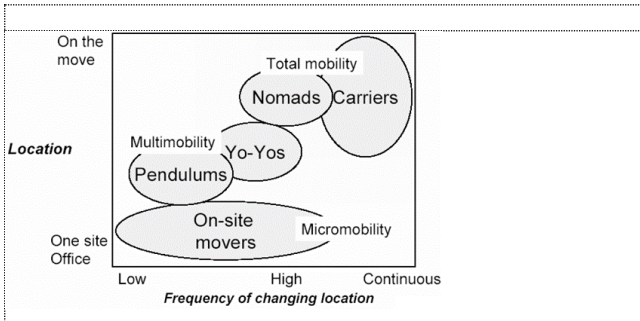 On the
move
Total mobility
Nomads
Carriers
Location
Multimobility
Yo-Yos
Pendulums
On-site
movers
Micromobility
One site
Office
Low
High
Continuous
Frequency of changing location